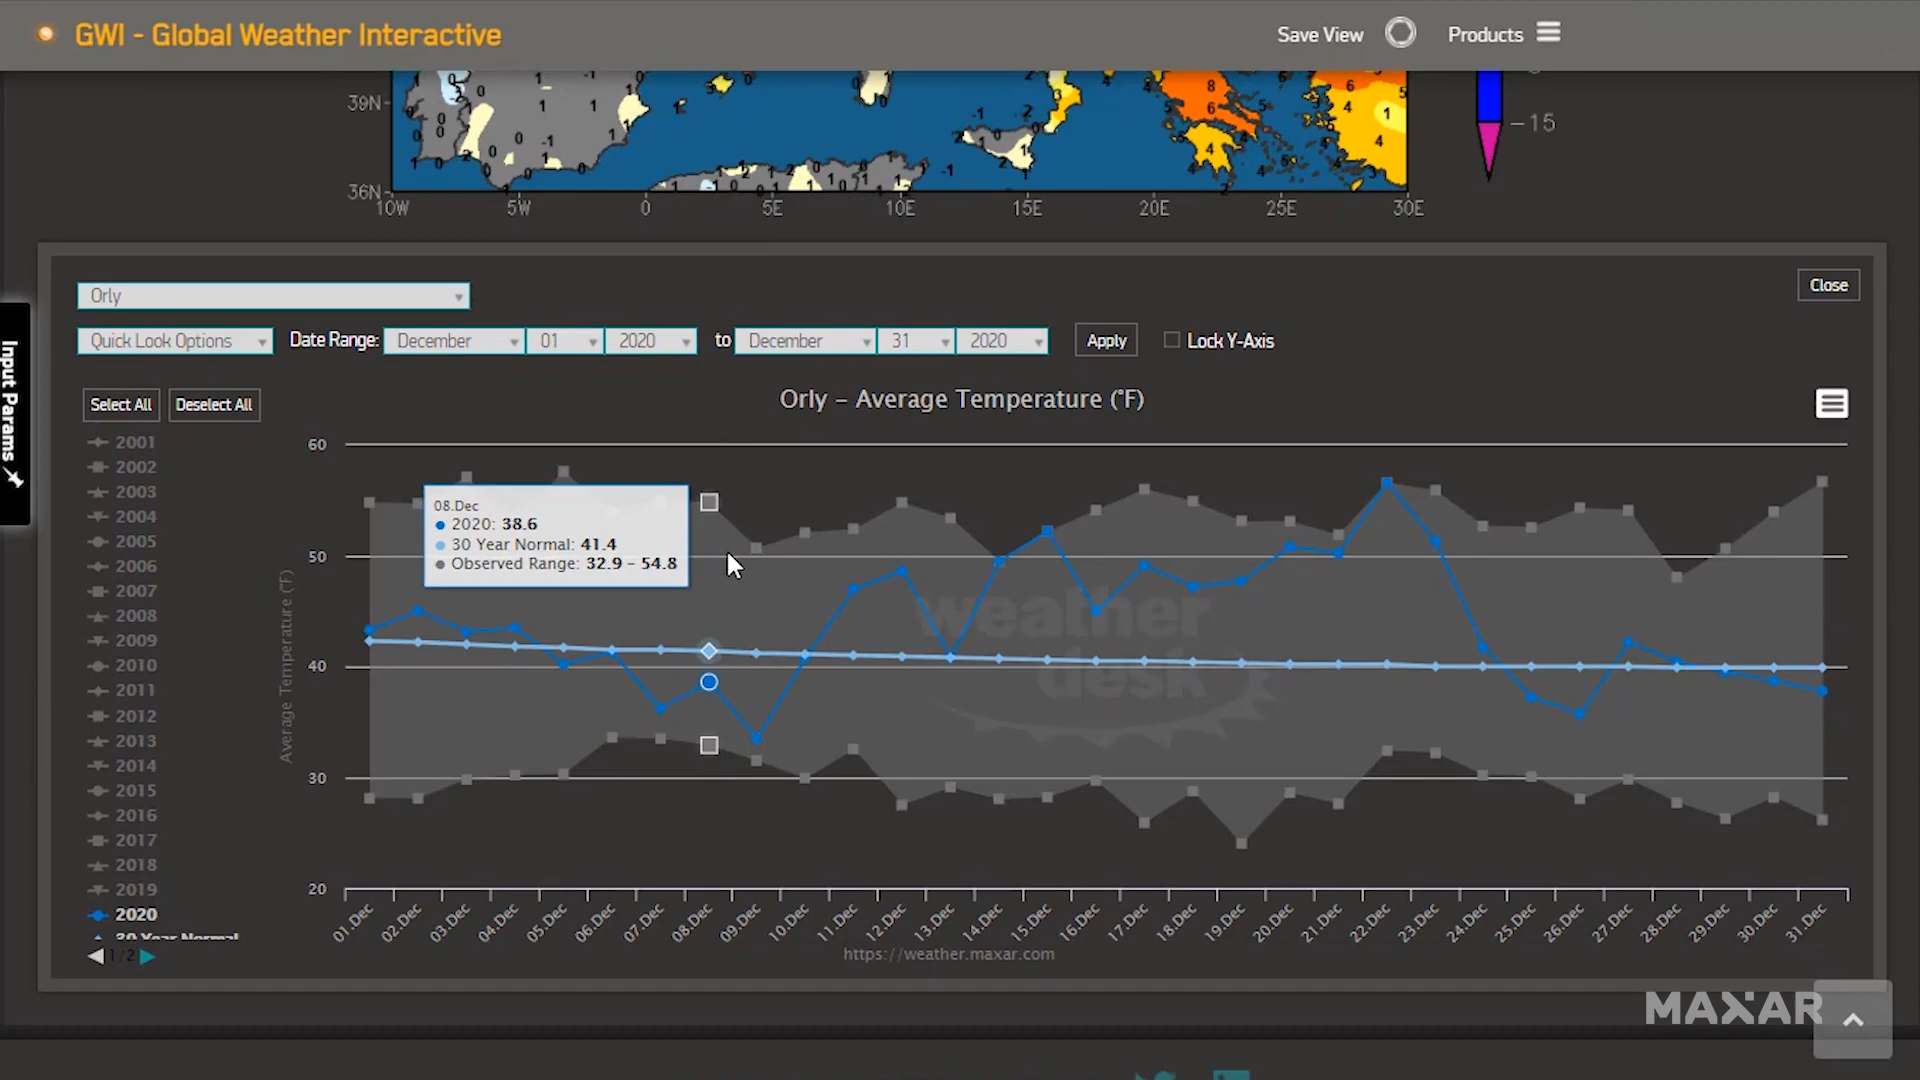 GWI - Global Weather Interactive
Save View
Products
39N
36N
10W 5W 0 5E 10E 15E 20E 25E 30E
-15
Input Params
Orly
Close
Quick Look Options
Date Range:
December 01 2020 to December 31 2020
Apply
Lock Y-Axis
Select All
Deselect All
Orly - Average Temperature (°F)
2001
2002
2003
2004
2005
2006
2007
2008
2009
2010
2011
2012
2013
2014
2015
2016
2017
2018
2019
2020
30 Year Normal
1/2
Average Temperature (°F)
60
50
40
30
20
08.Dec
2020: 38.6
30 Year Normal: 41.4
Observed Range: 32.9 - 54.8
weather
desk
01.Dec 02.Dec 03.Dec 04.Dec 05.Dec 06.Dec 07.Dec 08.Dec 09.Dec 10.Dec 11.Dec 12.Dec 13.Dec 14.Dec 15.Dec 16.Dec 17.Dec 18.Dec 19.Dec 20.Dec 21.Dec 22.Dec 23.Dec 24.Dec 25.Dec 26.Dec 27.Dec 28.Dec 29.Dec 30.Dec 31.Dec
https://weather.maxar.com
MAXAR